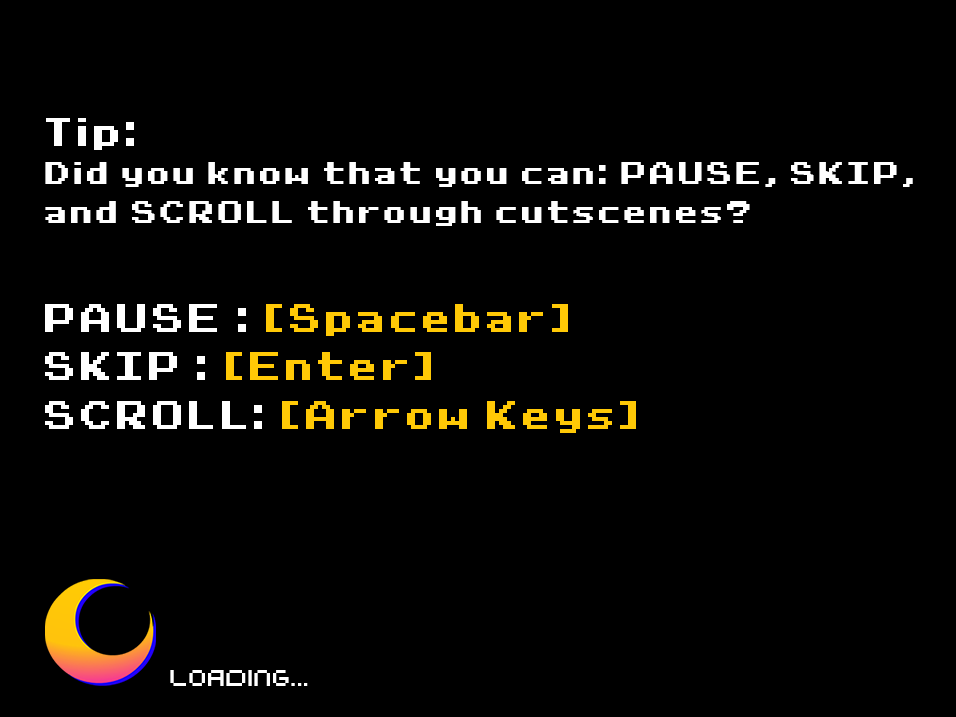 Tip:
Did you know that you can: PAUSE, SKIP,
and SCROLL through cutscenes?
PAUSE : [Spacebar]
SKIP : [Enter]
SCROLL: [Arrow Keys]
LOADING...